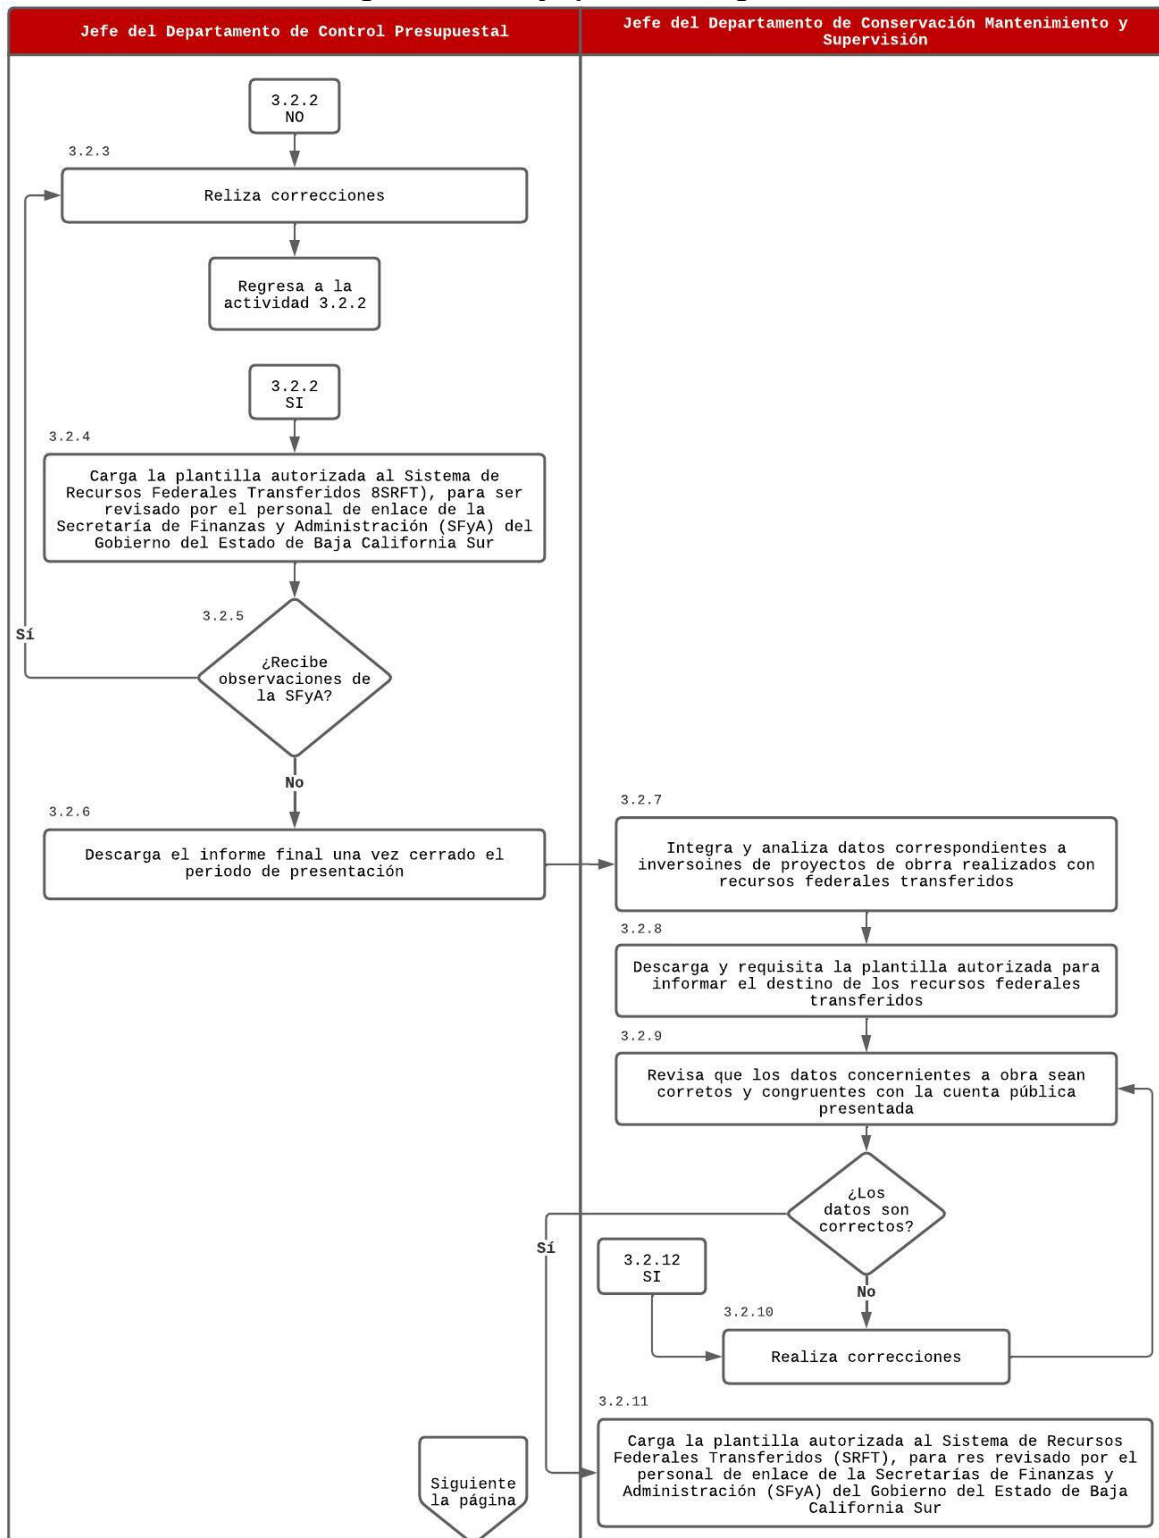 Jefe del Departamento de Control Presupuestal
Jefe del Departamento de Conservación Mantenimiento y
Supervisión
3.2.2
NO
3.2.3
Reliza correcciones
Regresa a la
actividad 3.2.2
3.2.2
SI
3.2.4
Carga la plantilla autorizada al Sistema de
Recursos Federales Transferidos 8SRFT), para ser
revisado por el personal de enlace de la
Secretaría de Finanzas y Administración (SFyA) del
Gobierno del Estado de Baja California Sur
3.2.5
Sí
¿Recibe
observaciones de
la SFyA?
No
3.2.6
Descarga el informe final una vez cerrado el
periodo de presentación
3.2.7
Integra y analiza datos correspondientes a
inversoines de proyectos de obrra realizados con
recursos federales transferidos
3.2.8
Descarga y requisita la plantilla autorizada para
informar el destino de los recursos federales
transferidos
3.2.9
Revisa que los datos concernientes a obra sean
corretos y congruentes con la cuenta pública
presentada
¿Los
datos son
correctos?
Sí
3.2.12
SI
No
3.2.10
Realiza correcciones
3.2.11
Carga la plantilla autorizada al Sistema de Recursos
Federales Transferidos (SRFT), para res revisado por el
personal de enlace de la Secretarías de Finanzas y
Administración (SFyA) del Gobierno del Estado de Baja
California Sur
Siguiente
la página